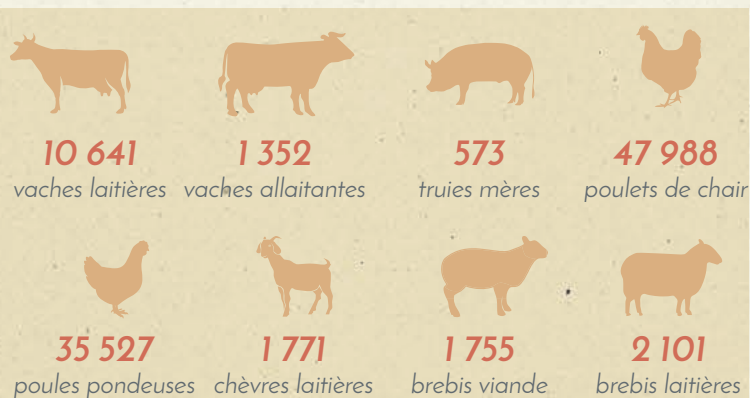 10 641 1 352 573 47 988
vaches laitières vaches allaitantes truies mères poulets de chair
35 527 1 771 1 755 2 101
poules pondeuses chèvres laitières brebis viande brebis laitières